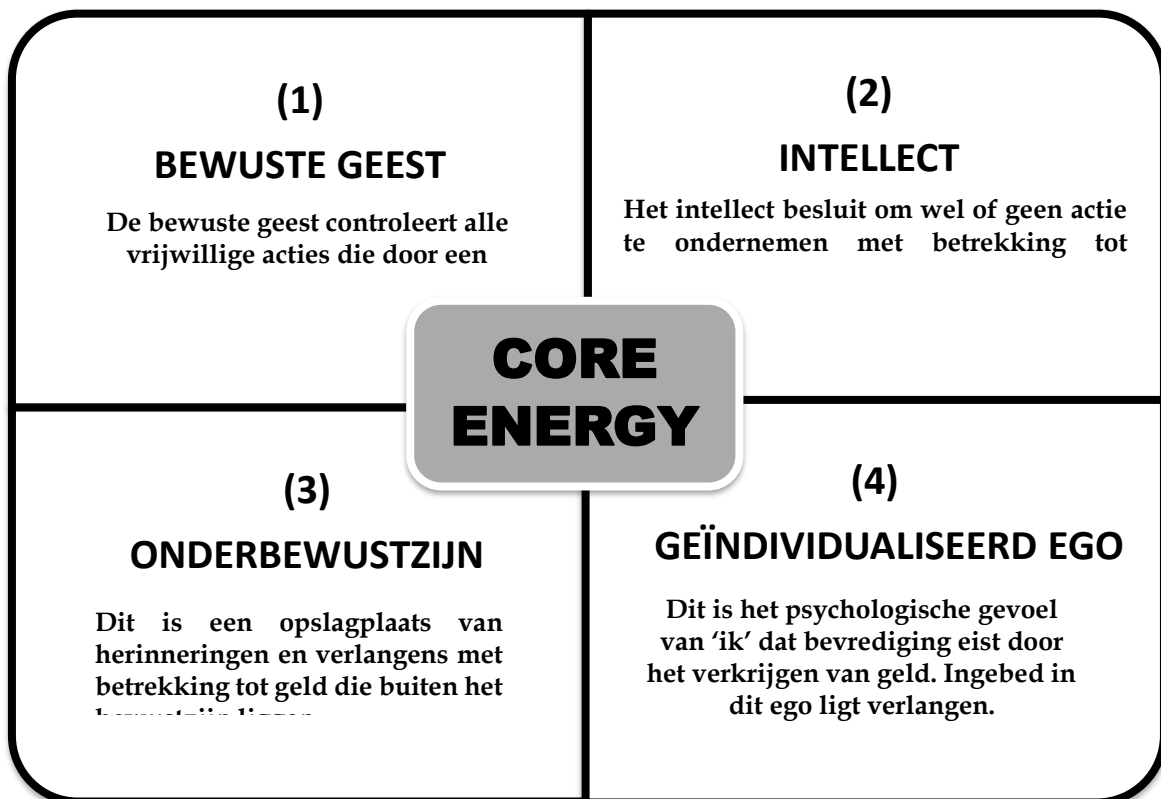 (1)
BEWUSTE GEEST
De bewuste geest controleert alle
vrijwillige acties die door een
(2)
INTELLECT
Het intellect besluit om wel of geen actie
te ondernemen met betrekking tot
CORE
ENERGY
(3)
ONDERBEWUSTZIJN
Dit is een opslagplaats van
herinneringen en verlangens met
betrekking tot geld die buiten het
(4)
GEÏNDIVIDUALISEERD EGO
Dit is het psychologische gevoel
van ‘ik’ dat bevrediging eist door
het verkrijgen van geld. Ingebed in
dit ego ligt verlangen.